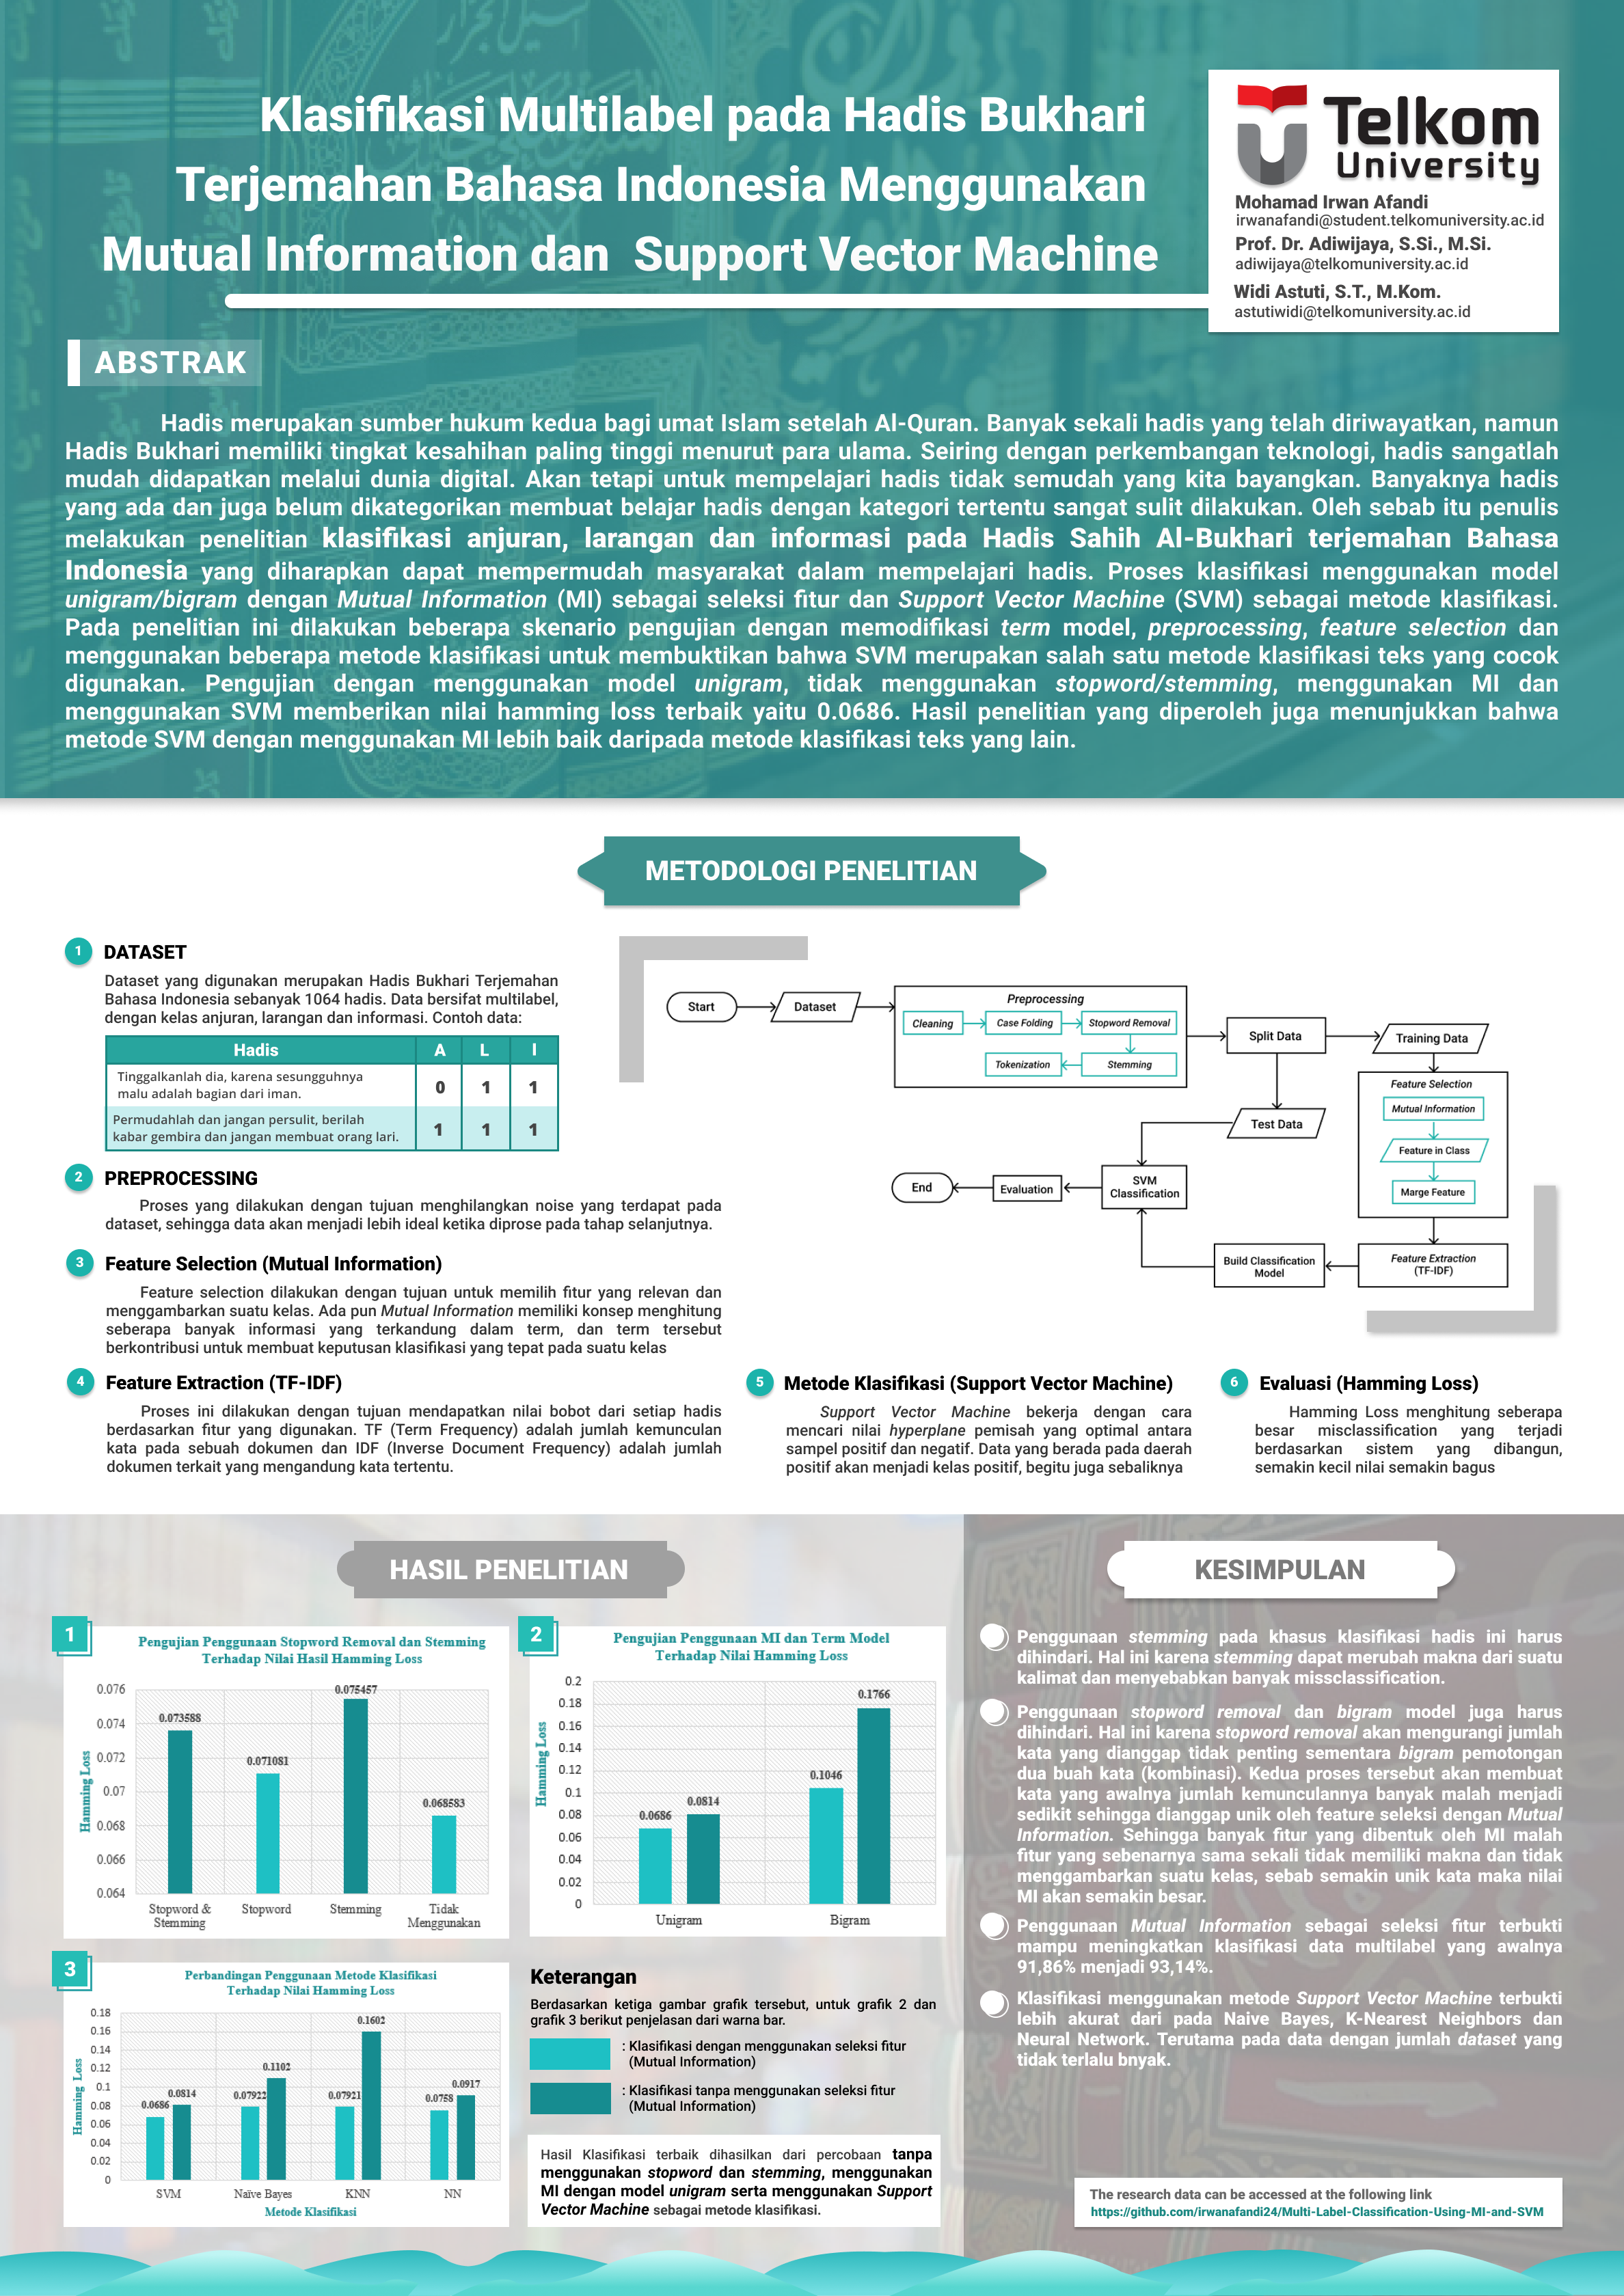 Klasifikasi Multilabel pada Hadis Bukhari
Terjemahan Bahasa Indonesia Menggunakan
Mutual Information dan Support Vector Machine
Telkom
University
Mohamad Irwan Afandi
irwanafandi@student.telkomuniversity.ac.id
Prof. Dr. Adiwijaya, S.Si., M.Si.
adiwijaya@telkomuniversity.ac.id
Widi Astuti, S.T., M.Kom.
astutiwidi@telkomuniversity.ac.id
ABSTRAK
Hadis merupakan sumber hukum kedua bagi umat Islam setelah Al-Quran. Banyak sekali hadis yang telah diriwayatkan, namun
Hadis Bukhari memiliki tingkat kesahihan paling tinggi menurut para ulama. Seiring dengan perkembangan teknologi, hadis sangatlah
mudah didapatkan melalui dunia digital. Akan tetapi untuk mempelajari hadis tidak semudah yang kita bayangkan. Banyaknya hadis
yang ada dan juga belum dikategorikan membuat belajar hadis dengan kategori tertentu sangat sulit dilakukan. Oleh sebab itu penulis
melakukan penelitian klasifikasi anjuran, larangan dan informasi pada Hadis Sahih Al-Bukhari terjemahan Bahasa
Indonesia yang diharapkan dapat mempermudah masyarakat dalam mempelajari hadis. Proses klasifikasi menggunakan model
unigram/bigram dengan Mutual Information (MI) sebagai seleksi fitur dan Support Vector Machine (SVM) sebagai metode klasifikasi.
Pada penelitian ini dilakukan beberapa skenario pengujian dengan memodifikasi term model, preprocessing, feature selection dan
menggunakan beberapa metode klasifikasi untuk membuktikan bahwa SVM merupakan salah satu metode klasifikasi teks yang cocok
digunakan. Pengujian dengan menggunakan model unigram, tidak menggunakan stopword/stemming, menggunakan MI dan
menggunakan SVM memberikan nilai hamming loss terbaik yaitu 0.0686. Hasil penelitian yang diperoleh juga menunjukkan bahwa
metode SVM dengan menggunakan MI lebih baik daripada metode klasifikasi teks yang lain.
METODOLOGI PENELITIAN
1 DATASET
Dataset yang digunakan merupakan Hadis Bukhari Terjemahan
Bahasa Indonesia sebanyak 1064 hadis. Data bersifat multilabel,
dengan kelas anjuran, larangan dan informasi. Contoh data:
Hadis A L I
Tinggalkanlah dia, karena sesungguhnya
malu adalah bagian dari iman.
0 1 1
Permudahlah dan jangan persulit, berilah
kabar gembira dan jangan membuat orang lari.
1 1 1
2 PREPROCESSING
Proses yang dilakukan dengan tujuan menghilangkan noise yang terdapat pada
dataset, sehingga data akan menjadi lebih ideal ketika diprose pada tahap selanjutnya.
3 Feature Selection (Mutual Information)
Feature selection dilakukan dengan tujuan untuk memilih fitur yang relevan dan
menggambarkan suatu kelas. Ada pun Mutual Information memiliki konsep menghitung
seberapa banyak informasi yang terkandung dalam term, dan term tersebut
berkontribusi untuk membuat keputusan klasifikasi yang tepat pada suatu kelas
4 Feature Extraction (TF-IDF)
Proses ini dilakukan dengan tujuan mendapatkan nilai bobot dari setiap hadis
berdasarkan fitur yang digunakan. TF (Term Frequency) adalah jumlah kemunculan
kata pada sebuah dokumen dan IDF (Inverse Document Frequency) adalah jumlah
dokumen terkait yang mengandung kata tertentu.
Start
Dataset
Preprocessing
Cleaning
Case Folding
Stopword Removal
Tokenization
Stemming
Split Data
Training Data
Feature Selection
Mutual Information
Feature in Class
Marge Feature
Test Data
End
Evaluation
SVM
Classification
Build Classification
Model
Feature Extraction
(TF-IDF)
5 Metode Klasifikasi (Support Vector Machine)
Support Vector Machine bekerja dengan cara
mencari nilai hyperplane pemisah yang optimal antara
sampel positif dan negatif. Data yang berada pada daerah
positif akan menjadi kelas positif, begitu juga sebaliknya
6 Evaluasi (Hamming Loss)
Hamming Loss menghitung seberapa
besar misclassification yang terjadi
berdasarkan sistem yang dibangun,
semakin kecil nilai semakin bagus
HASIL PENELITIAN
1
Pengujian Penggunaan Stopword Removal dan Stemming
Terhadap Nilai Hasil Hamming Loss
Hamming Loss
0.076
0.074
0.072
0.07
0.068
0.066
0.064
0.073588
0.071081
0.075457
0.068583
Stopword &
Stemming
Stopword
Stemming
Tidak
Menggunakan
2
Pengujian Penggunaan MI dan Term Model
Terhadap Nilai Hamming Loss
Hamming Loss
0.2
0.18
0.16
0.14
0.12
0.1
0.08
0.06
0.04
0.02
0
0.0686
0.0814
0.1046
0.1766
Unigram
Bigram
3
Perbandingan Penggunaan Metode Klasifikasi
Terhadap Nilai Hamming Loss
Hamming Loss
0.18
0.16
0.14
0.12
0.1
0.08
0.06
0.04
0.02
0
0.0686
0.0814
0.07922
0.1102
0.07921
0.1602
0.0758
0.0917
SVM
Naïve Bayes
KNN
NN
Metode Klasifikasi
Keterangan
Berdasarkan ketiga gambar grafik tersebut, untuk grafik 2 dan
grafik 3 berikut penjelasan dari warna bar.
: Klasifikasi dengan menggunakan seleksi fitur
(Mutual Information)
: Klasifikasi tanpa menggunakan seleksi fitur
(Mutual Information)
Hasil Klasifikasi terbaik dihasilkan dari percobaan tanpa
menggunakan stopword dan stemming, menggunakan
MI dengan model unigram serta menggunakan Support
Vector Machine sebagai metode klasifikasi.
KESIMPULAN
Penggunaan stemming pada khasus klasifikasi hadis ini harus
dihindari. Hal ini karena stemming dapat merubah makna dari suatu
kalimat dan menyebabkan banyak missclassification.
Penggunaan stopword removal dan bigram model juga harus
dihindari. Hal ini karena stopword removal akan mengurangi jumlah
kata yang dianggap tidak penting sementara bigram pemotongan
dua buah kata (kombinasi). Kedua proses tersebut akan membuat
kata yang awalnya jumlah kemunculannya banyak malah menjadi
sedikit sehingga dianggap unik oleh feature seleksi dengan Mutual
Information. Sehingga banyak fitur yang dibentuk oleh MI malah
fitur yang sebenarnya sama sekali tidak memiliki makna dan tidak
menggambarkan suatu kelas, sebab semakin unik kata maka nilai
MI akan semakin besar.
Penggunaan Mutual Information sebagai seleksi fitur terbukti
mampu meningkatkan klasifikasi data multilabel yang awalnya
91,86% menjadi 93,14%.
Klasifikasi menggunakan metode Support Vector Machine terbukti
lebih akurat dari pada Naive Bayes, K-Nearest Neighbors dan
Neural Network. Terutama pada data dengan jumlah dataset yang
tidak terlalu bnyak.
The research data can be accessed at the following link
https://github.com/irwanafandi24/Multi-Label-Classification-Using-MI-and-SVM